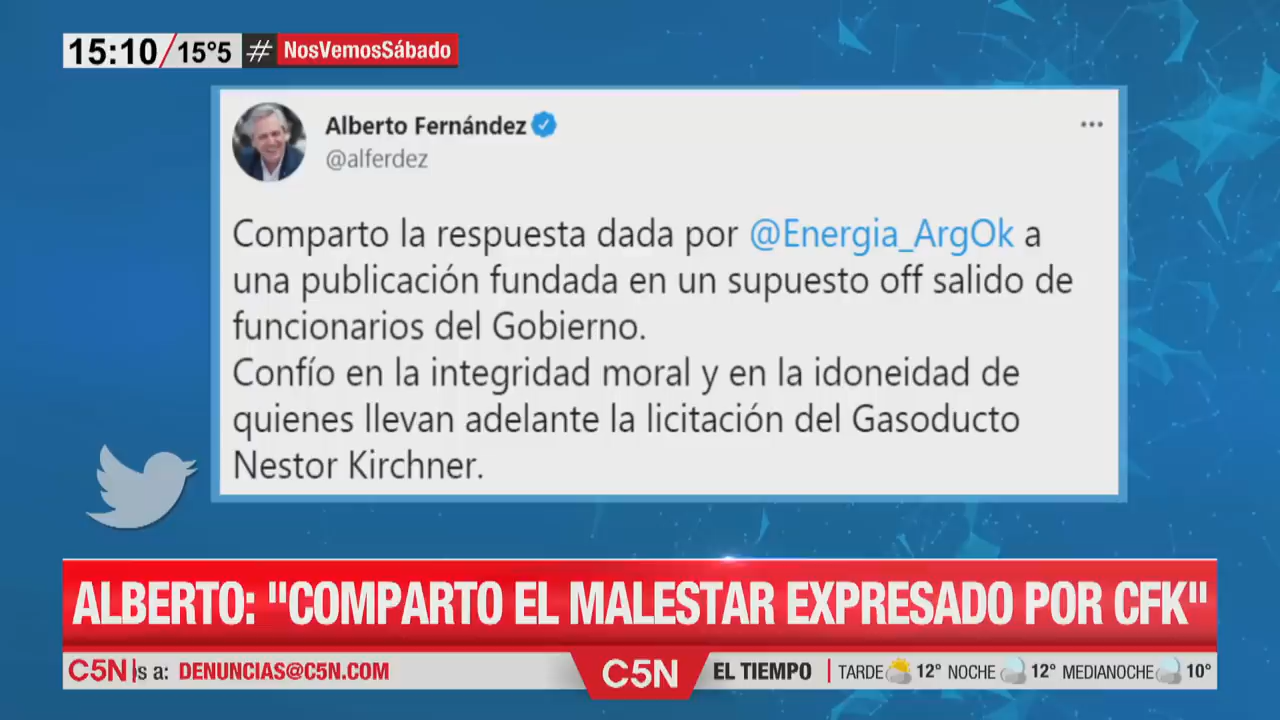 15:10/15°5 # NosVemosSábado
Alberto Fernández
@alferdez
Comparto la respuesta dada por @Energia_ArgOk a
una publicación fundada en un supuesto off salido de
funcionarios del Gobierno.
Confío en la integridad moral y en la idoneidad de
quienes llevan adelante la licitación del Gasoducto
Nestor Kirchner.
ALBERTO: "COMPARTO EL MALESTAR EXPRESADO POR CFK"
C5N s a: DENUNCIAS@C5N.COM C5N EL TIEMPO TARDE 12° NOCHE 12° MEDIANOCHE 10°